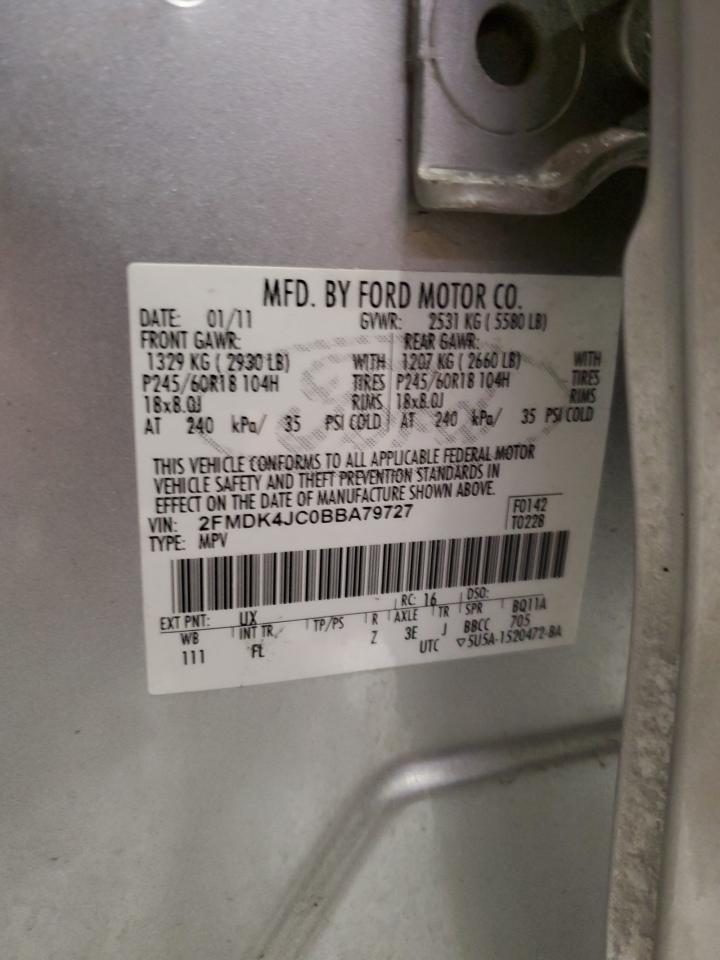 MFD. BY FORD MOTOR CO.
DATE: 01/11 GVWR: 2531 KG ( 5580 LB)
FRONT GAWR: REAR GAWR:
1329 KG ( 2930 LB) WITH 1207 KG ( 2660 LB) WITH
P245/60R18 104H TIRES P245/60R18 104H TIRES
18x8.0J RIMS 18x8.0J RIMS
AT 240 kPa/ 35 PSI COLD AT 240 kPa/ 35 PSI COLD
THIS VEHICLE CONFORMS TO ALL APPLICABLE FEDERAL MOTOR
VEHICLE SAFETY AND THEFT PREVENTION STANDARDS IN
EFFECT ON THE DATE OF MANUFACTURE SHOWN ABOVE.
VIN: 2FMDK4JC0BBA79727 F0142
TYPE: MPV T0228
EXT PNT: UX RC: 16 DSO:
WB INT TR TP/PS R AXLE TR SPR BQ11A
111 FL Z 3E J BBCC 705
UTC ▽5U5A-1520472-BA